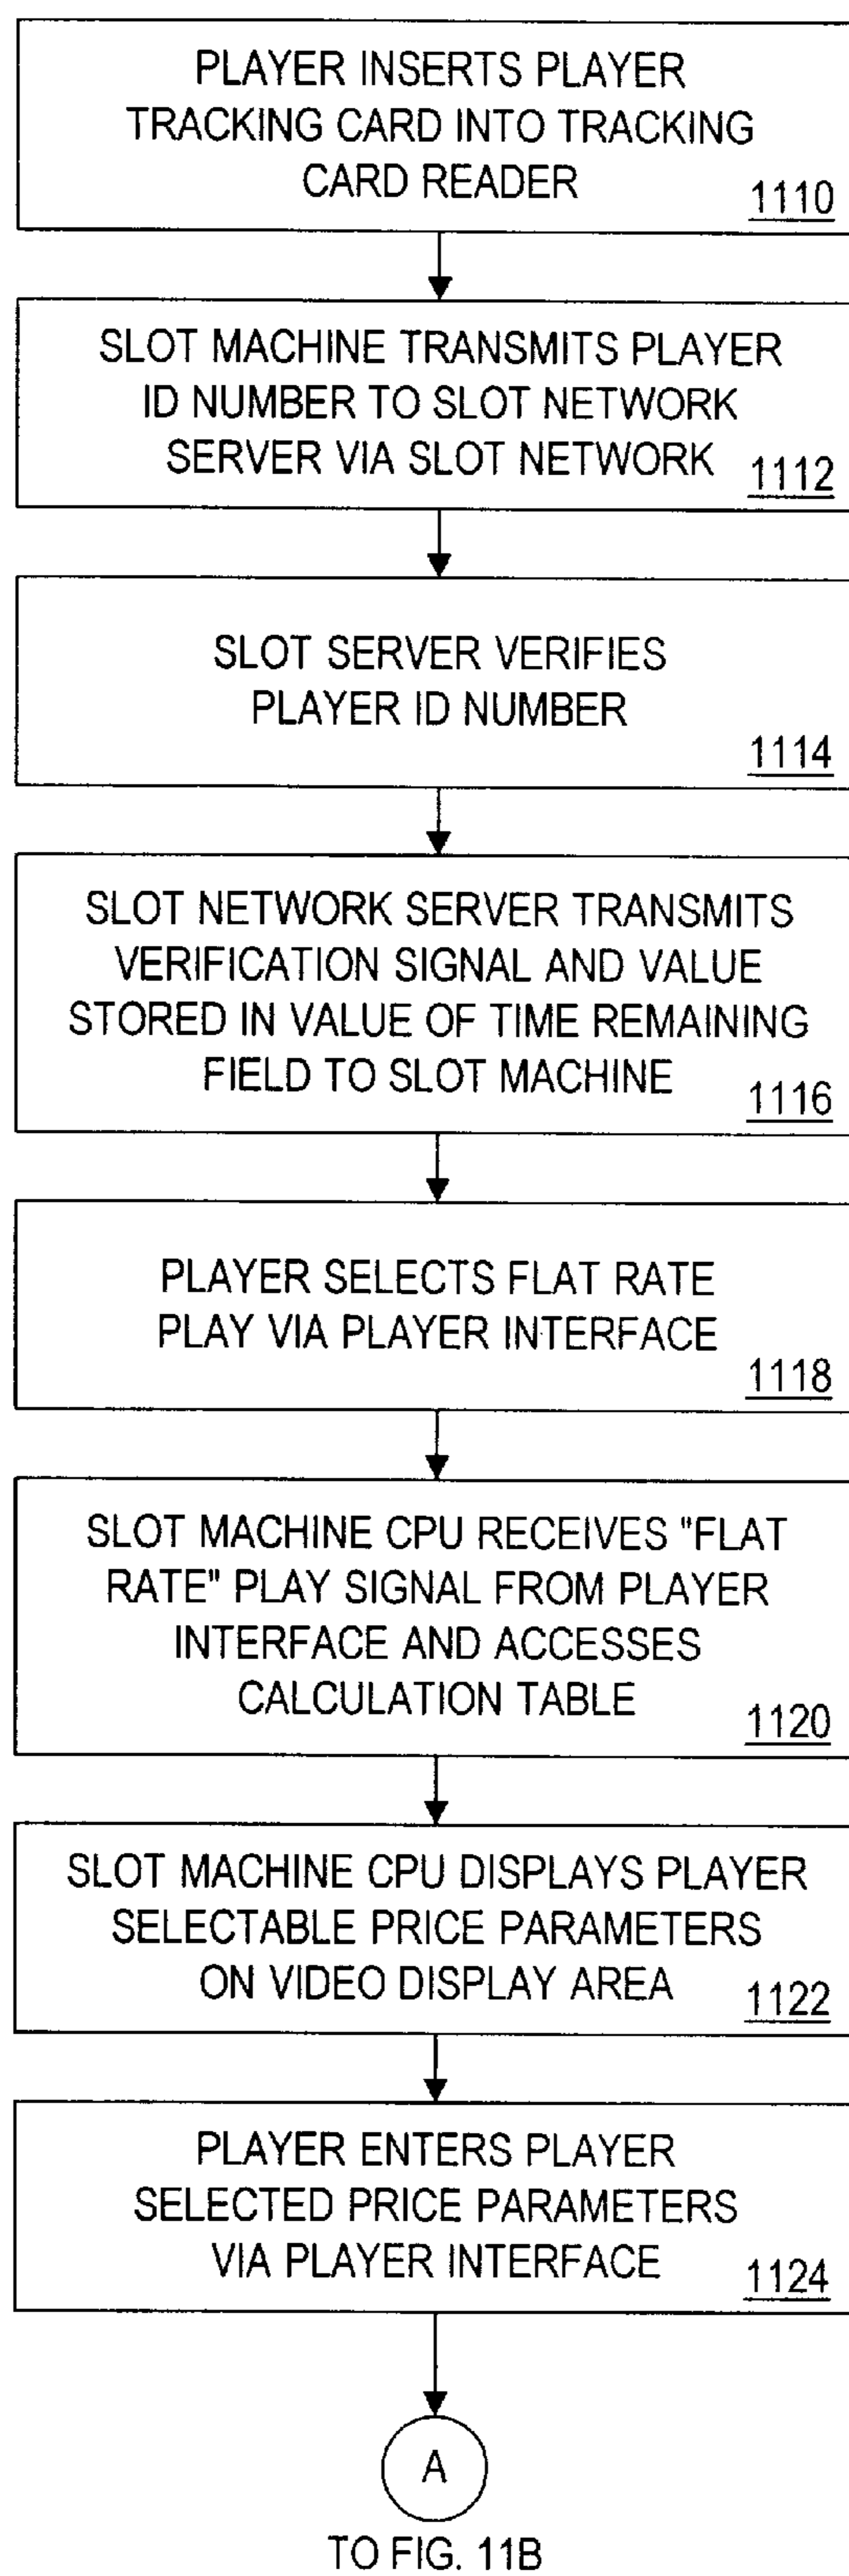 PLAYER INSERTS PLAYER
TRACKING CARD INTO TRACKING
CARD READER
1110
SLOT MACHINE TRANSMITS PLAYER
ID NUMBER TO SLOT NETWORK
SERVER VIA SLOT NETWORK
1112
SLOT SERVER VERIFIES
PLAYER ID NUMBER
1114
SLOT NETWORK SERVER TRANSMITS
VERIFICATION SIGNAL AND VALUE
STORED IN VALUE OF TIME REMAINING
FIELD TO SLOT MACHINE
1116
PLAYER SELECTS FLAT RATE
PLAY VIA PLAYER INTERFACE
1118
SLOT MACHINE CPU RECEIVES "FLAT
RATE" PLAY SIGNAL FROM PLAYER
INTERFACE AND ACCESSES
CALCULATION TABLE
1120
SLOT MACHINE CPU DISPLAYS PLAYER
SELECTABLE PRICE PARAMETERS
ON VIDEO DISPLAY AREA
1122
PLAYER ENTERS PLAYER
SELECTED PRICE PARAMETERS
VIA PLAYER INTERFACE
1124
A
TO FIG. 11B